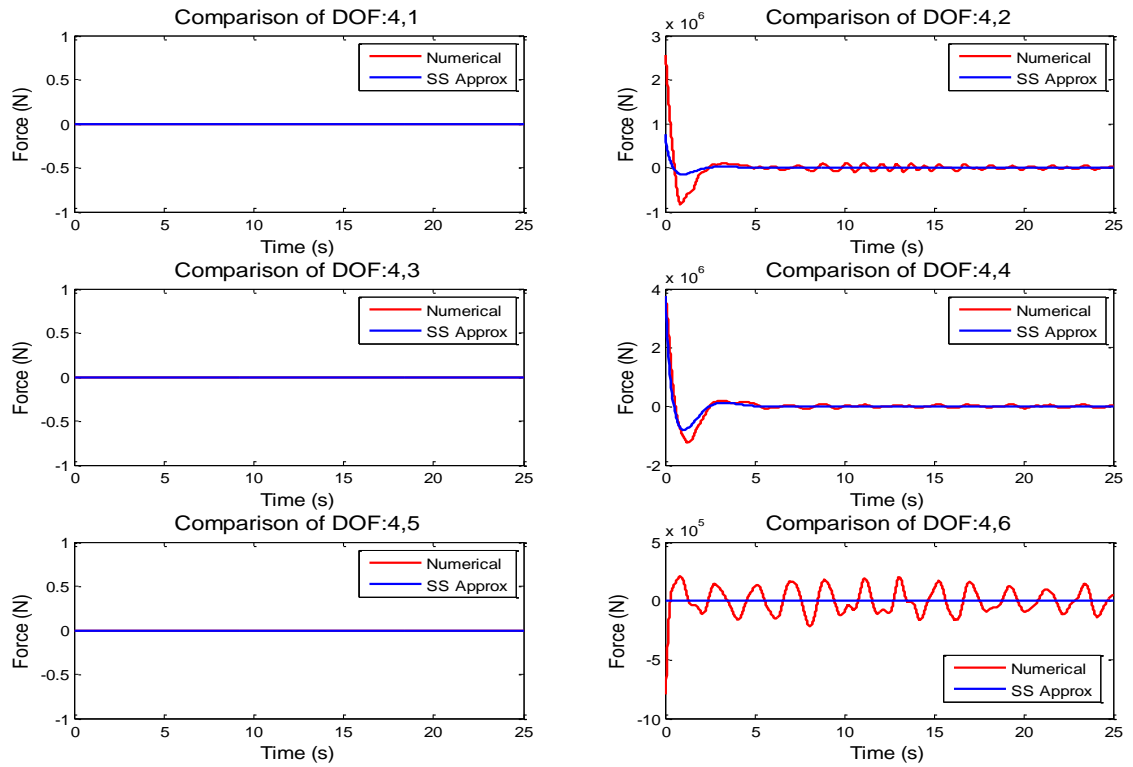 Comparison of DOF:4,1
1
0.5
0
-0.5
-1
Force (N)
Numerical
SS Approx
0 5 10 15 20 25
Time (s)
Comparison of DOF:4,2
x 10^6
3
2
1
0
-1
Force (N)
Numerical
SS Approx
0 5 10 15 20 25
Time (s)
Comparison of DOF:4,3
1
0.5
0
-0.5
-1
Force (N)
Numerical
SS Approx
0 5 10 15 20 25
Time (s)
Comparison of DOF:4,4
x 10^6
4
2
0
-2
Force (N)
Numerical
SS Approx
0 5 10 15 20 25
Time (s)
Comparison of DOF:4,5
1
0.5
0
-0.5
-1
Force (N)
Numerical
SS Approx
0 5 10 15 20 25
Time (s)
Comparison of DOF:4,6
x 10^5
5
0
-5
-10
Force (N)
Numerical
SS Approx
0 5 10 15 20 25
Time (s)